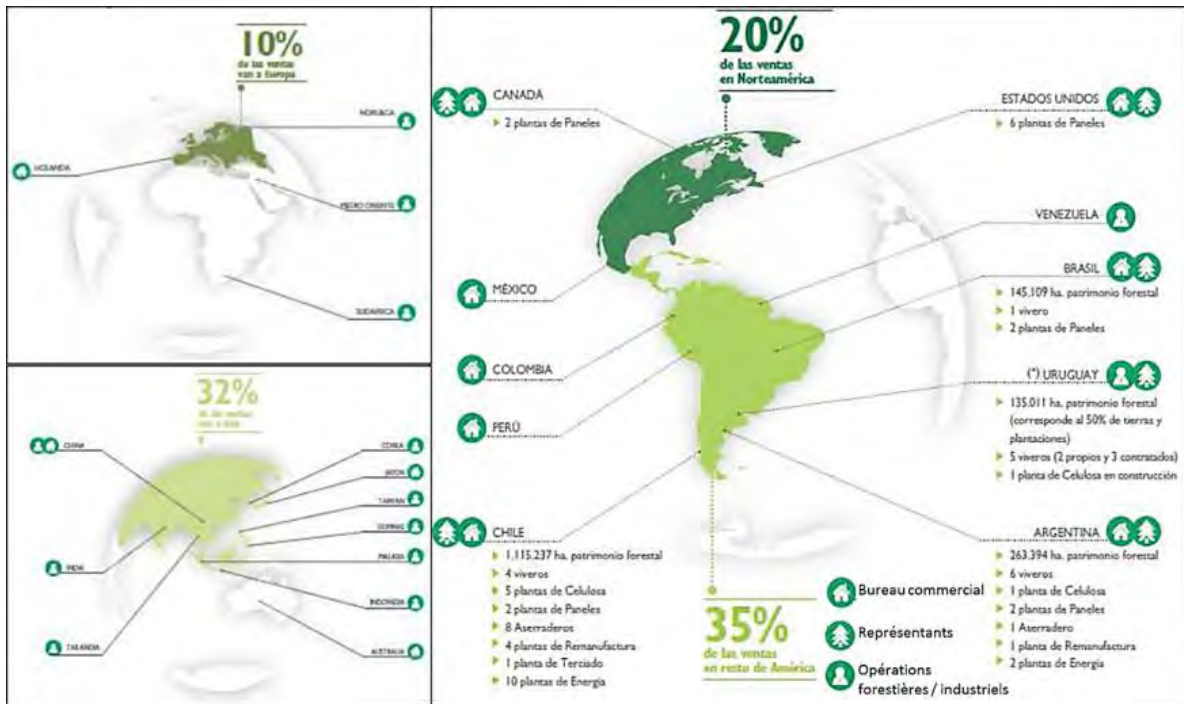 10%
de las ventas
van a Europa
NORUEGA
HOLANDA
MEDIO ORIENTE
SUDÁFRICA
32%
de las ventas
van a Asia
CHINA
COREA
JAPÓN
TAIWÁN
MALASIA
INDIA
INDONESIA
TAILANDIA
AUSTRALIA
20%
de las ventas
en Norteamérica
CANADÁ
2 plantas de Paneles
ESTADOS UNIDOS
6 plantas de Paneles
VENEZUELA
BRASIL
145.109 ha. patrimonio forestal
1 vivero
2 plantas de Paneles
MÉXICO
COLOMBIA
PERÚ
(*) URUGUAY
135.011 ha. patrimonio forestal
(corresponde al 50% de tierras y
plantaciones)
5 viveros (2 propios y 3 contratados)
1 planta de Celulosa en construcción
CHILE
1.115.237 ha. patrimonio forestal
4 viveros
5 plantas de Celulosa
2 plantas de Paneles
8 Aserraderos
4 plantas de Remanufactura
1 planta de Terciado
10 plantas de Energía
ARGENTINA
263.394 ha. patrimonio forestal
6 viveros
1 planta de Celulosa
2 plantas de Paneles
1 Aserradero
1 planta de Remanufactura
2 plantas de Energía
35%
de las ventas
en resto de América
Bureau commercial
Représentants
Opérations
forestières / industriels